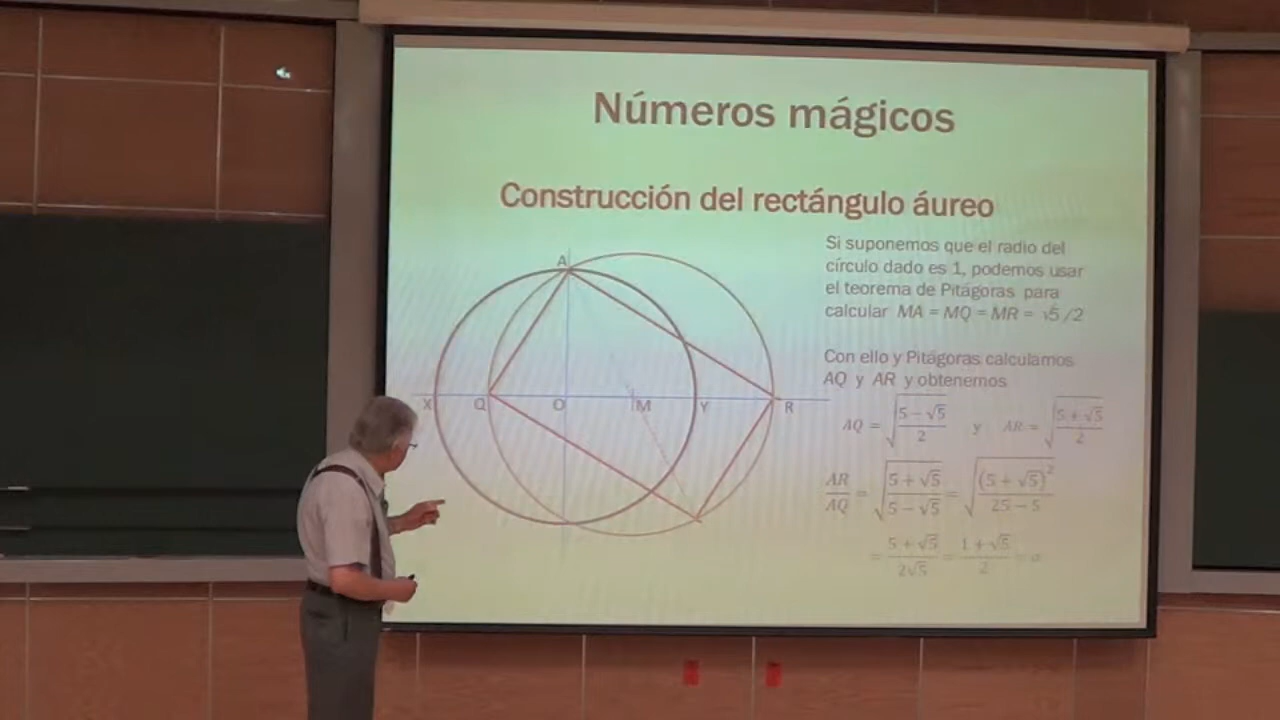 Números mágicos
Construcción del rectángulo áureo
Si suponemos que el radio del
círculo dado es 1, podemos usar
el teorema de Pitágoras para
calcular MA = MQ = MR = √5 /2
Con ello y Pitágoras calculamos
AQ y AR y obtenemos
AQ = √((5 − √5)/2) y AR = √((5 + √5)/2)
AR/AQ = √((5 + √5)/(5 − √5)) = √((5 + √5)²/(25 − 5))
= (5 + √5)/(2√5) = (1 + √5)/2
A
X Q O M Y R